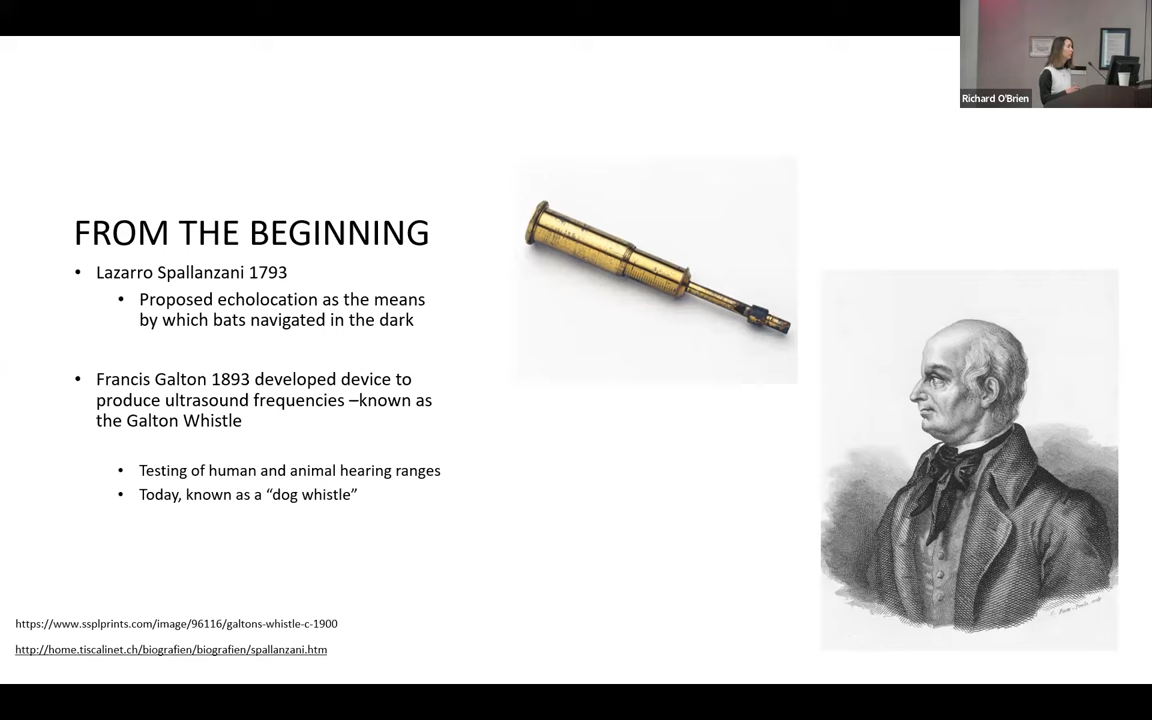 Richard O'Brien
FROM THE BEGINNING
• Lazarro Spallanzani 1793
• Proposed echolocation as the means
by which bats navigated in the dark
• Francis Galton 1893 developed device to
produce ultrasound frequencies –known as
the Galton Whistle
• Testing of human and animal hearing ranges
• Today, known as a “dog whistle”
https://www.ssplprints.com/image/96116/galtons-whistle-c-1900
http://home.tiscalinet.ch/biografien/biografien/spallanzani.htm